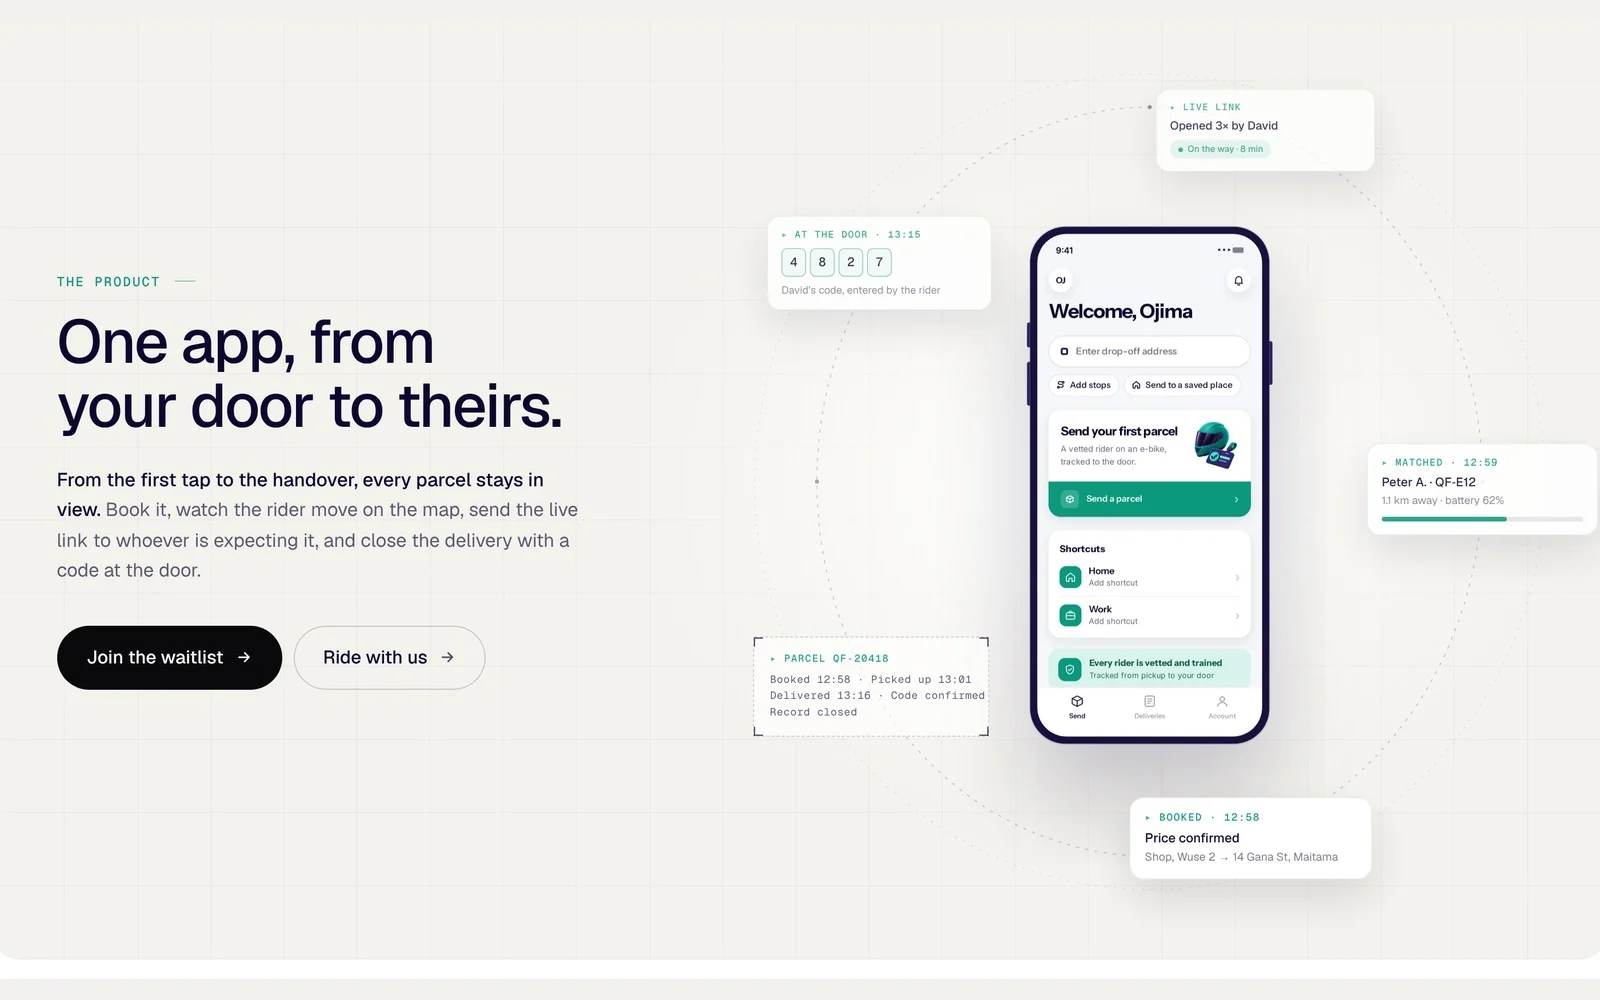 THE PRODUCT
One app, from
your door to theirs.
From the first tap to the handover, every parcel stays in
view. Book it, watch the rider move on the map, send the live
link to whoever is expecting it, and close the delivery with a
code at the door.
Join the waitlist →
Ride with us →
▸ LIVE LINK
Opened 3× by David
On the way · 8 min
▸ AT THE DOOR · 13:15
4 8 2 7
David's code, entered by the rider
9:41
OJ
Welcome, Ojima
Enter drop-off address
Add stops
Send to a saved place
Send your first parcel
A vetted rider on an e-bike,
tracked to the door.
Send a parcel
Shortcuts
Home
Add shortcut
Work
Add shortcut
Every rider is vetted and trained
Tracked from pickup to your door
Send
Deliveries
Account
▸ MATCHED · 12:59
Peter A. · QF-E12
1.1 km away · battery 62%
▸ PARCEL QF-20418
Booked 12:58 · Picked up 13:01
Delivered 13:16 · Code confirmed
Record closed
▸ BOOKED · 12:58
Price confirmed
Shop, Wuse 2 → 14 Gana St, Maitama